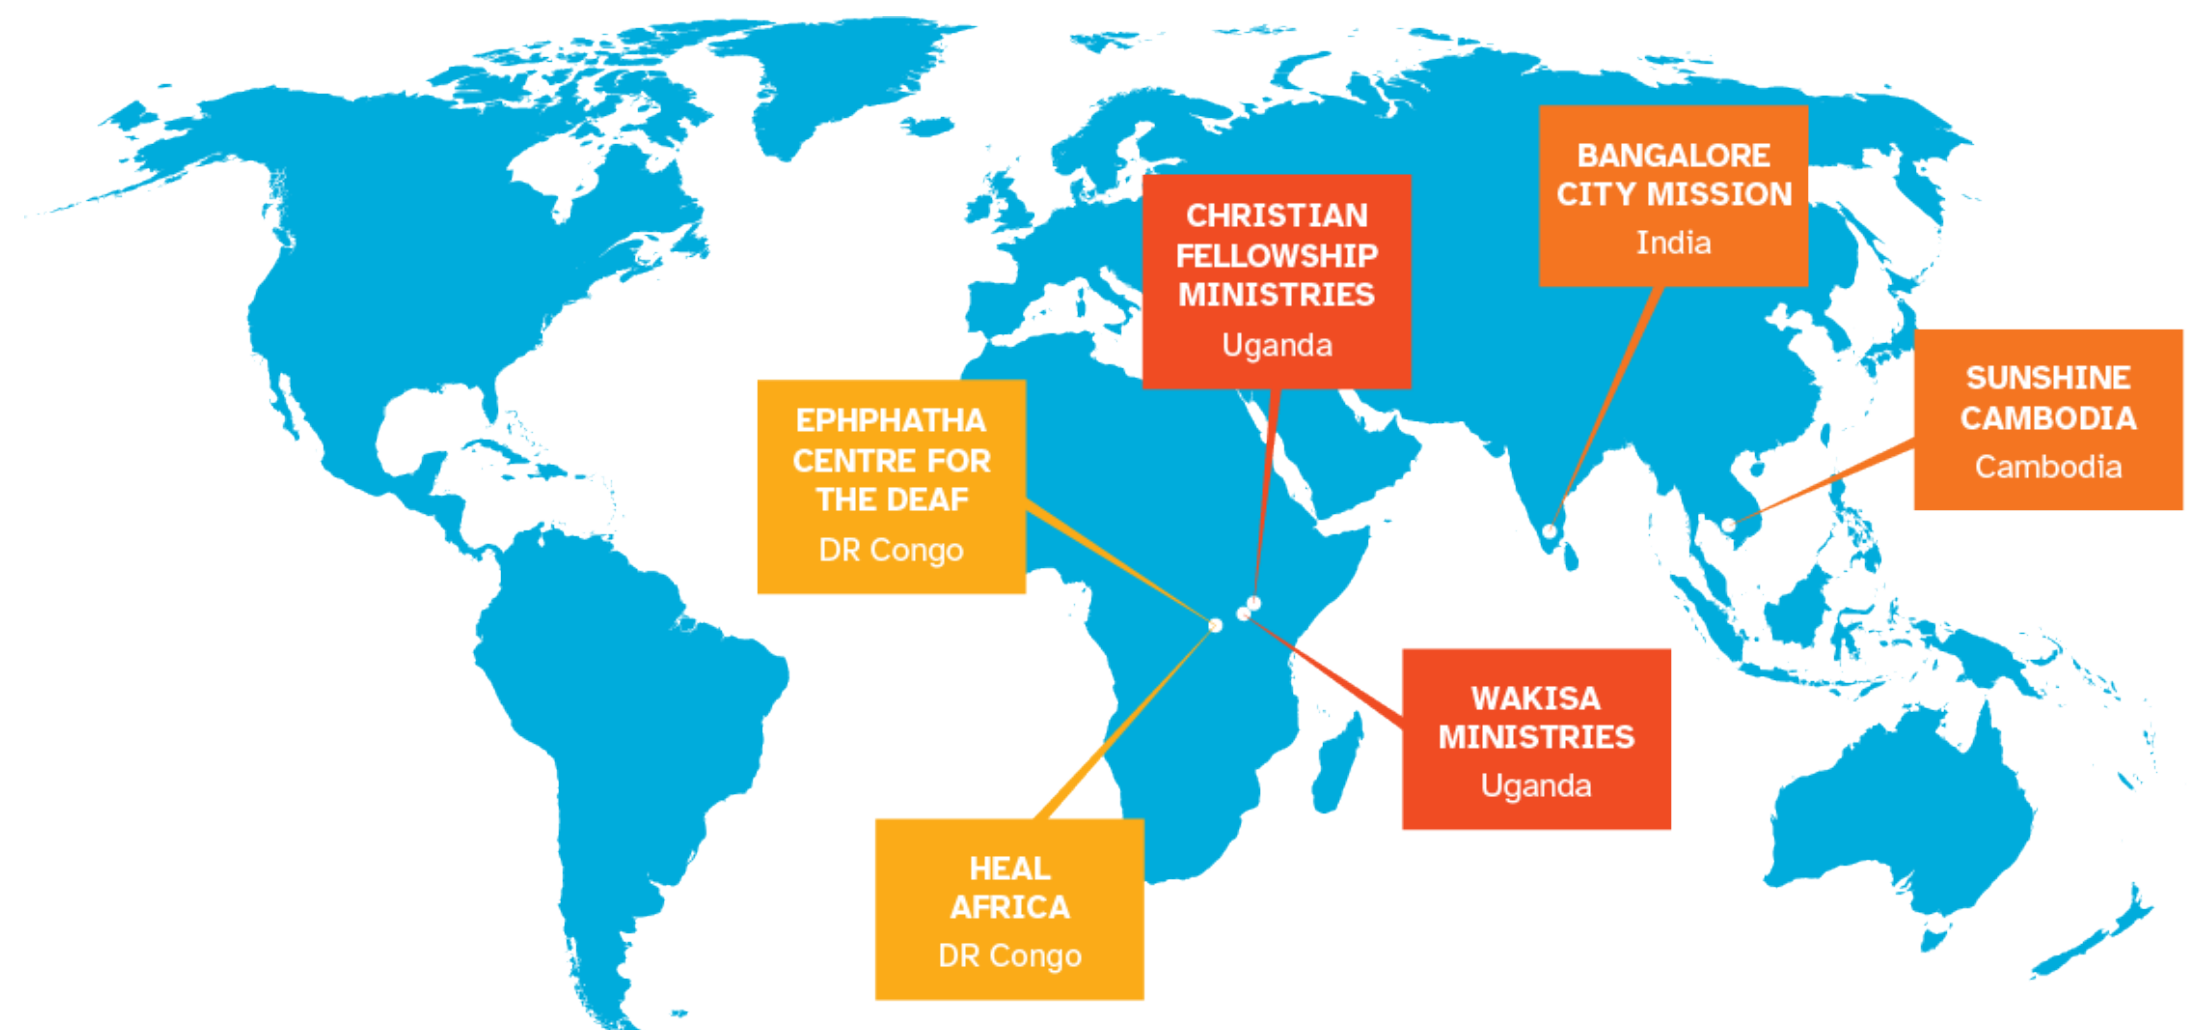 BANGALORE
CITY MISSION
India
CHRISTIAN
FELLOWSHIP
MINISTRIES
Uganda
SUNSHINE
CAMBODIA
Cambodia
EPHPHATHA
CENTRE FOR
THE DEAF
DR Congo
WAKISA
MINISTRIES
Uganda
HEAL
AFRICA
DR Congo